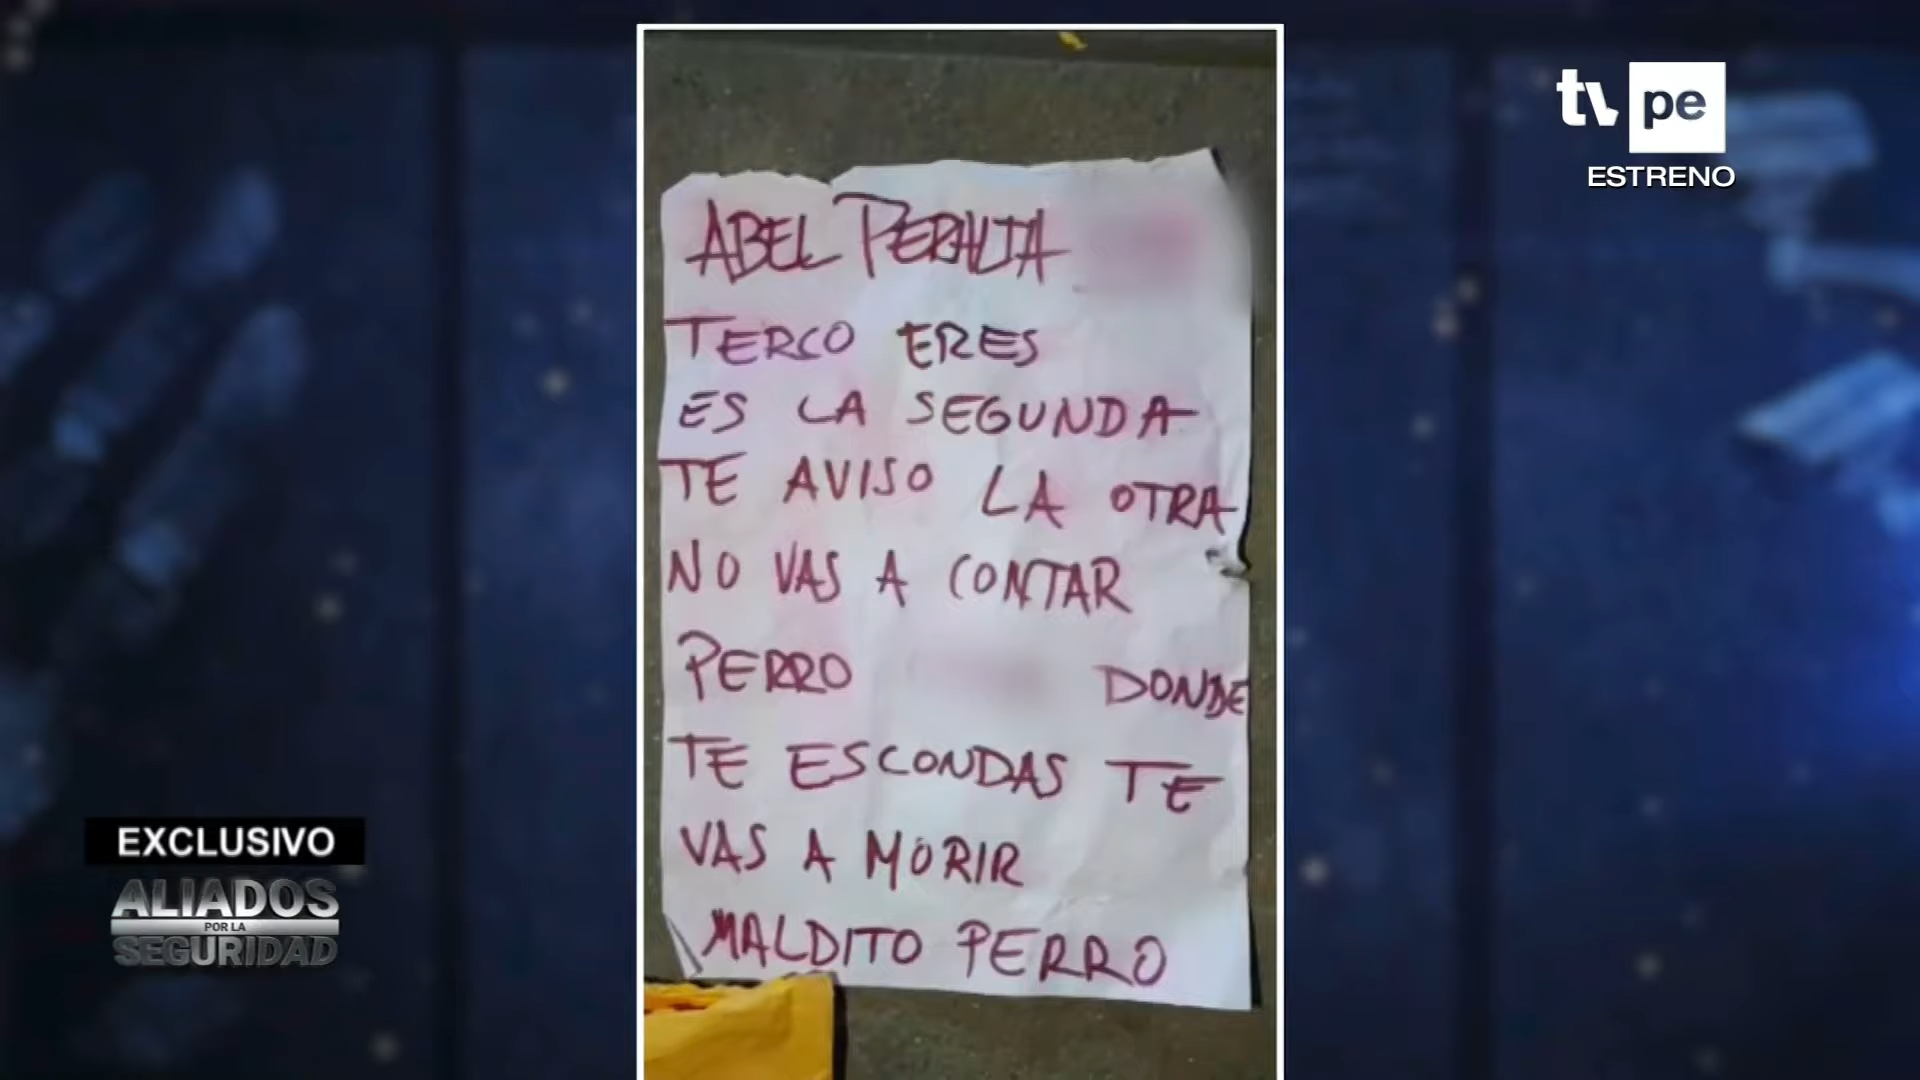 tv pe
ESTRENO
ABEL PERALTA
TERCO ERES
ES LA SEGUNDA
TE AVISO LA OTRA
NO VAS A CONTAR
PERRO DONDE
TE ESCONDAS TE
VAS A MORIR
MALDITO PERRO
EXCLUSIVO
ALIADOS
POR LA
SEGURIDAD